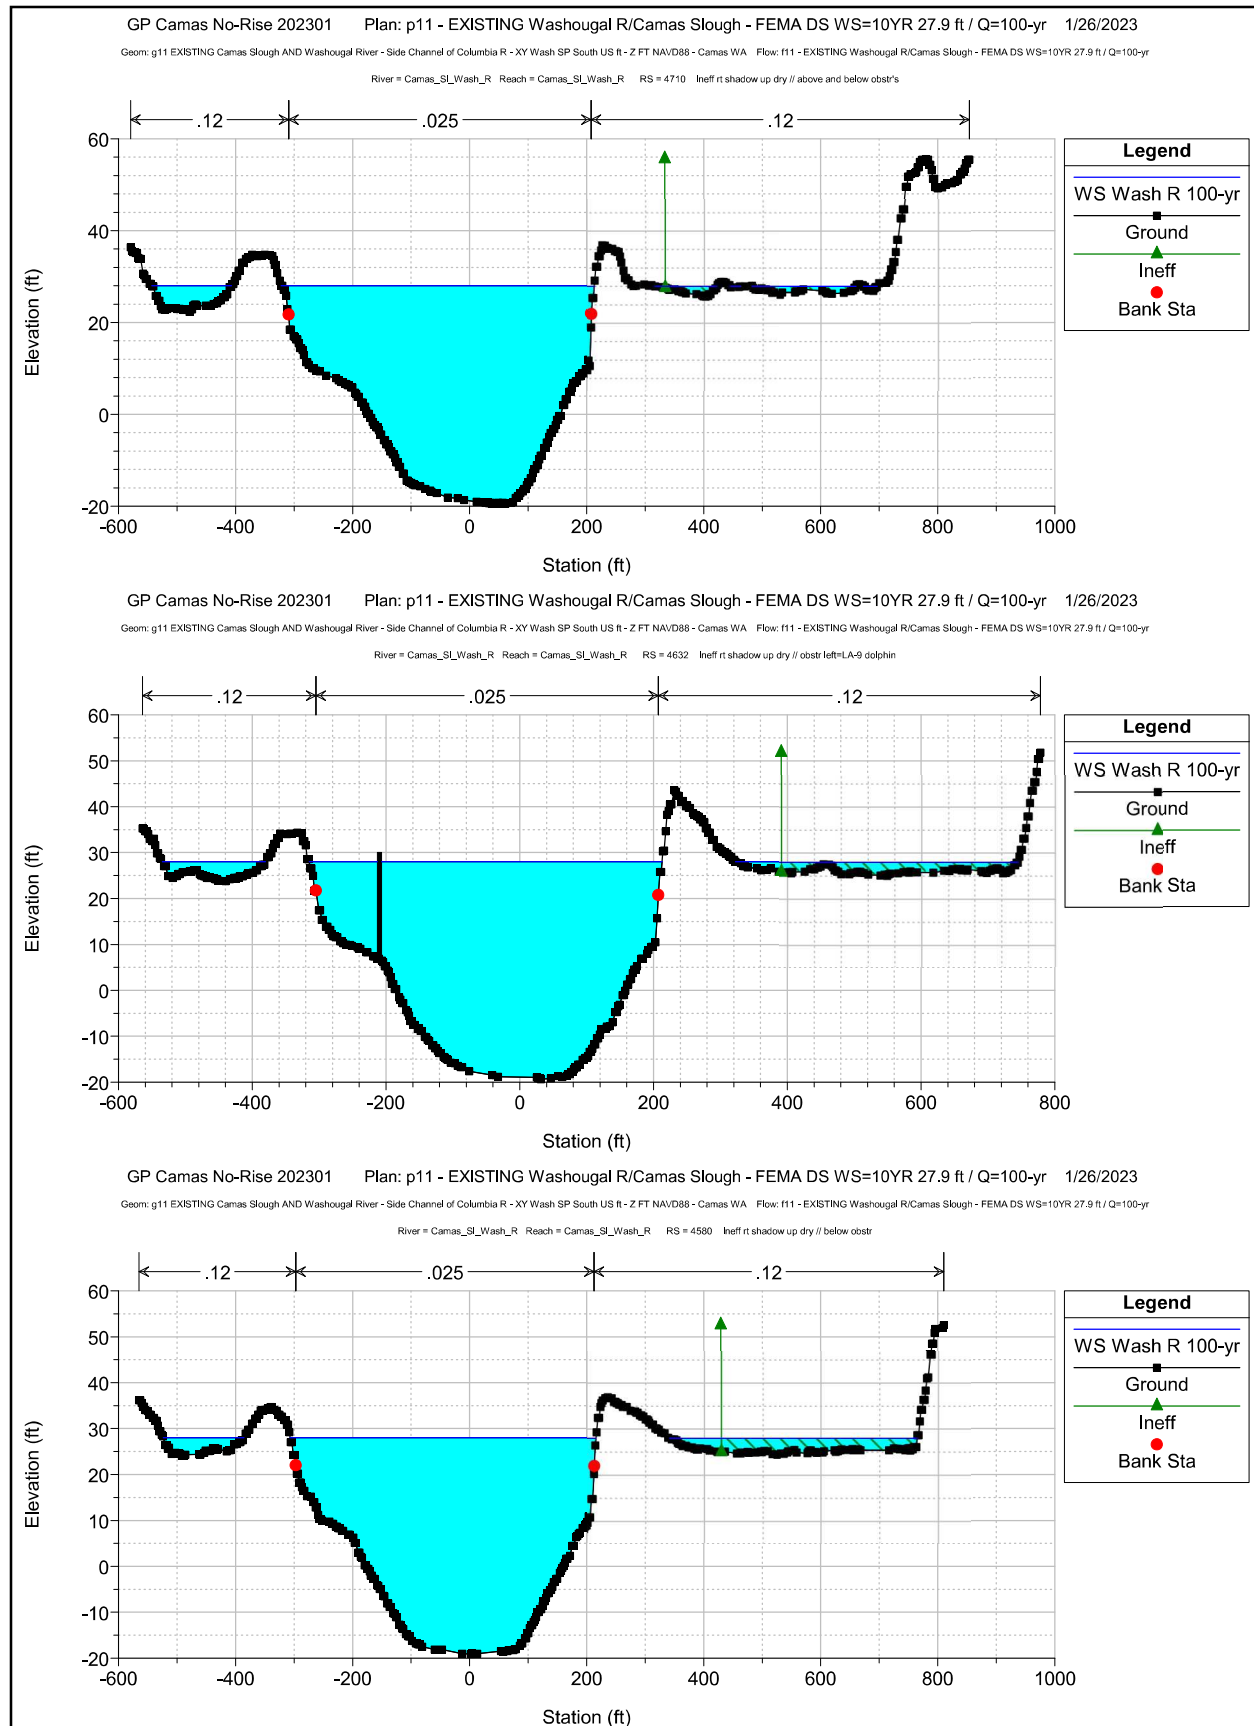 GP Camas No-Rise 202301 Plan: p11 - EXISTING Washougal R/Camas Slough - FEMA DS WS=10YR 27.9 ft / Q=100-yr 1/26/2023
Geom: g11 EXISTING Camas Slough AND Washougal River - Side Channel of Columbia R - XY Wash SP South US ft - Z FT NAVD88 - Camas WA Flow: f11 - EXISTING Washougal R/Camas Slough - FEMA DS WS=10YR 27.9 ft / Q=100-yr
River = Camas_Sl_Wash_R Reach = Camas_Sl_Wash_R RS = 4710 Ineff rt shadow up dry // above and below obstr's
.12 .025 .12
60
40
20
0
-20
Elevation (ft)
-600 -400 -200 0 200 400 600 800 1000
Station (ft)
Legend
WS Wash R 100-yr
Ground
Ineff
Bank Sta
GP Camas No-Rise 202301 Plan: p11 - EXISTING Washougal R/Camas Slough - FEMA DS WS=10YR 27.9 ft / Q=100-yr 1/26/2023
Geom: g11 EXISTING Camas Slough AND Washougal River - Side Channel of Columbia R - XY Wash SP South US ft - Z FT NAVD88 - Camas WA Flow: f11 - EXISTING Washougal R/Camas Slough - FEMA DS WS=10YR 27.9 ft / Q=100-yr
River = Camas_Sl_Wash_R Reach = Camas_Sl_Wash_R RS = 4632 Ineff rt shadow up dry // obstr left=LA-9 dolphin
.12 .025 .12
60
50
40
30
20
10
0
-10
-20
Elevation (ft)
-600 -400 -200 0 200 400 600 800
Station (ft)
Legend
WS Wash R 100-yr
Ground
Ineff
Bank Sta
GP Camas No-Rise 202301 Plan: p11 - EXISTING Washougal R/Camas Slough - FEMA DS WS=10YR 27.9 ft / Q=100-yr 1/26/2023
Geom: g11 EXISTING Camas Slough AND Washougal River - Side Channel of Columbia R - XY Wash SP South US ft - Z FT NAVD88 - Camas WA Flow: f11 - EXISTING Washougal R/Camas Slough - FEMA DS WS=10YR 27.9 ft / Q=100-yr
River = Camas_Sl_Wash_R Reach = Camas_Sl_Wash_R RS = 4580 Ineff rt shadow up dry // below obstr
.12 .025 .12
60
50
40
30
20
10
0
-10
-20
Elevation (ft)
-600 -400 -200 0 200 400 600 800 1000
Station (ft)
Legend
WS Wash R 100-yr
Ground
Ineff
Bank Sta